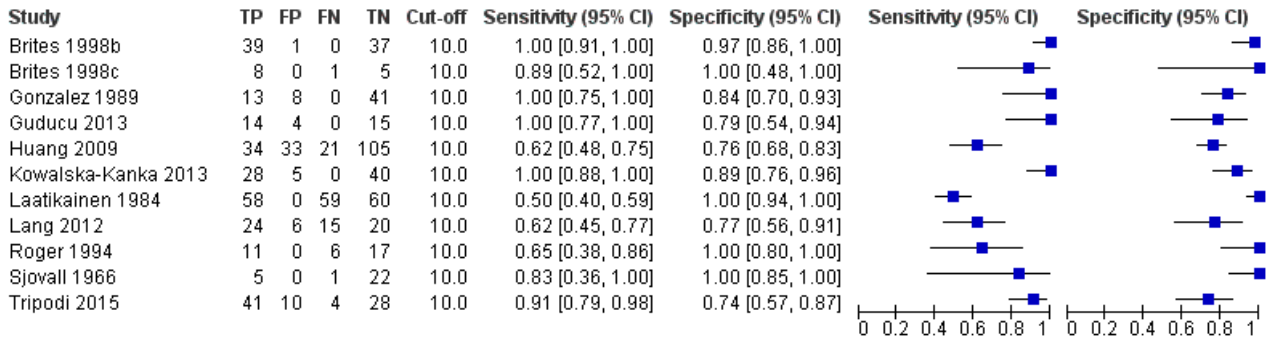 Study TP FP FN TN Cut-off Sensitivity (95% CI) Specificity (95% CI) Sensitivity (95% CI) Specificity (95% CI)
Brites 1998b 39 1 0 37 10.0 1.00 [0.91, 1.00] 0.97 [0.86, 1.00]
Brites 1998c 8 0 1 5 10.0 0.89 [0.52, 1.00] 1.00 [0.48, 1.00]
Gonzalez 1989 13 8 0 41 10.0 1.00 [0.75, 1.00] 0.84 [0.70, 0.93]
Guducu 2013 14 4 0 15 10.0 1.00 [0.77, 1.00] 0.79 [0.54, 0.94]
Huang 2009 34 33 21 105 10.0 0.62 [0.48, 0.75] 0.76 [0.68, 0.83]
Kowalska-Kanka 2013 28 5 0 40 10.0 1.00 [0.88, 1.00] 0.89 [0.76, 0.96]
Laatikainen 1984 58 0 59 60 10.0 0.50 [0.40, 0.59] 1.00 [0.94, 1.00]
Lang 2012 24 6 15 20 10.0 0.62 [0.45, 0.77] 0.77 [0.56, 0.91]
Roger 1994 11 0 6 17 10.0 0.65 [0.38, 0.86] 1.00 [0.80, 1.00]
Sjovall 1966 5 0 1 22 10.0 0.83 [0.36, 1.00] 1.00 [0.85, 1.00]
Tripodi 2015 41 10 4 28 10.0 0.91 [0.79, 0.98] 0.74 [0.57, 0.87]
0 0.2 0.4 0.6 0.8 1 0 0.2 0.4 0.6 0.8 1